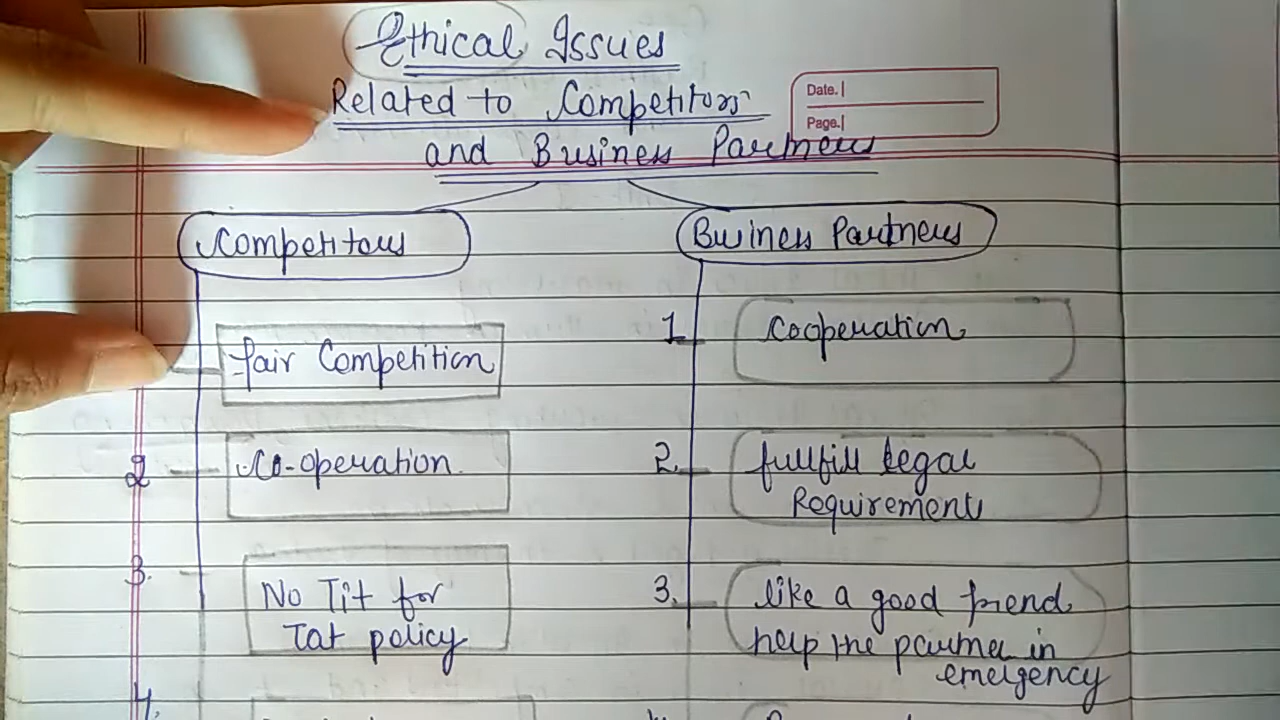 Ethical Issues
Related to Competitors
and Business Partners
Date.
Page.
Competitors
Business Partners
fair Competition
1
Cooperation
2
Co-operation
2.
fullfill legal
Requirement
3.
No Tit for
Tat policy
3.
like a good friend
help the partner in
emergency
4.